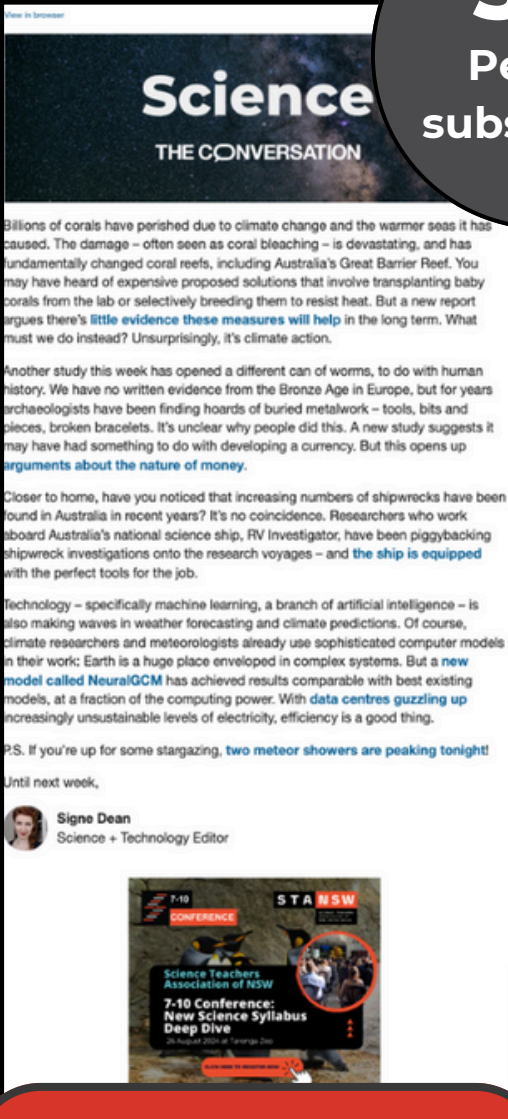 View in browser
Science
THE CONVERSATION
Billions of corals have perished due to climate change and the warmer seas it has
caused. The damage – often seen as coral bleaching – is devastating, and has
fundamentally changed coral reefs, including Australia's Great Barrier Reef. You
may have heard of expensive proposed solutions that involve transplanting baby
corals from the lab or selectively breeding them to resist heat. But a new report
argues there's little evidence these measures will help in the long term. What
must we do instead? Unsurprisingly, it's climate action.
Another study this week has opened a different can of worms, to do with human
history. We have no written evidence from the Bronze Age in Europe, but for years
archaeologists have been finding hoards of buried metalwork – tools, bits and
pieces, broken bracelets. It's unclear why people did this. A new study suggests it
may have had something to do with developing a currency. But this opens up
arguments about the nature of money.
Closer to home, have you noticed that increasing numbers of shipwrecks have been
found in Australia in recent years? It's no coincidence. Researchers who work
aboard Australia's national science ship, RV Investigator, have been piggybacking
shipwreck investigations onto the research voyages – and the ship is equipped
with the perfect tools for the job.
Technology – specifically machine learning, a branch of artificial intelligence – is
also making waves in weather forecasting and climate predictions. Of course,
climate researchers and meteorologists already use sophisticated computer models
in their work: Earth is a huge place enveloped in complex systems. But a new
model called NeuralGCM has achieved results comparable with best existing
models, at a fraction of the computing power. With data centres guzzling up
increasingly unsustainable levels of electricity, efficiency is a good thing.
P.S. If you're up for some stargazing, two meteor showers are peaking tonight!
Until next week,
Signe Dean
Science + Technology Editor
7-10
CONFERENCE
STANSW
Science Teachers
Association of NSW
7-10 Conference:
New Science Syllabus
Deep Dive
26 August 2024 at Taronga Zoo
CLICK HERE TO REGISTER NOW